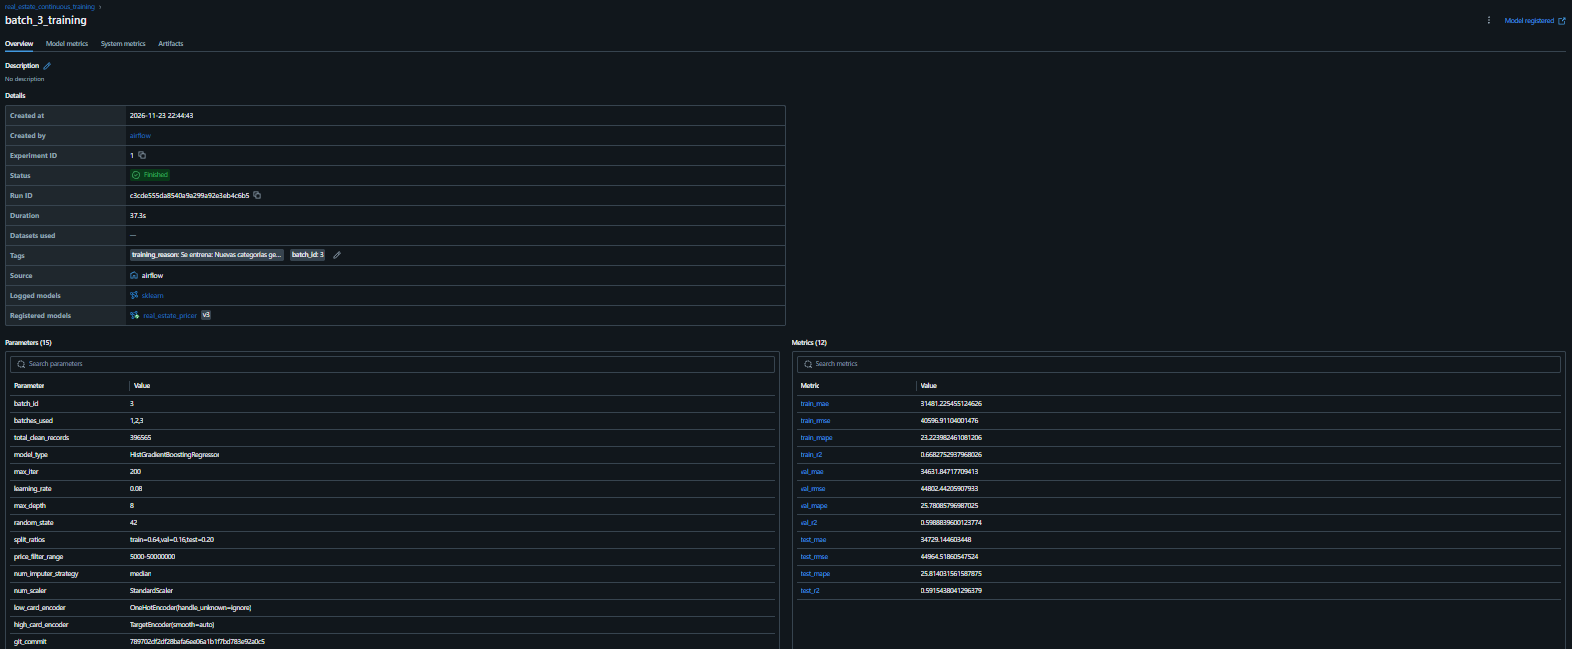 real_estate_continuous_training ›
batch_3_training
Model registered
Overview Model metrics System metrics Artifacts
Description
No description
Details
Created at 2026-11-23 22:44:43
Created by airflow
Experiment ID 1
Status Finished
Run ID c3cde555da8540a9a299a92e3eb4c6b5
Duration 37.3s
Datasets used —
Tags training_reason: Se entrena: Nuevas categorías ge... batch_id: 3
Source airflow
Logged models sklearn
Registered models real_estate_pricer v3
Parameters (15)
Search parameters
Parameter Value
batch_id 3
batches_used 1,2,3
total_clean_records 396565
model_type HistGradientBoostingRegressor
max_iter 200
learning_rate 0.08
max_depth 8
random_state 42
split_ratios train=0.64,val=0.16,test=0.20
price_filter_range 5000-50000000
num_imputer_strategy median
num_scaler StandardScaler
low_card_encoder OneHotEncoder(handle_unknown=ignore)
high_card_encoder TargetEncoder(smooth=auto)
git_commit 789702df2df28bafa6ee06a1b1f7bd783e92a0c5
Metrics (12)
Search metrics
Metric Value
train_mae 31481.225455124626
train_rmse 40596.91104001476
train_mape 23.223982461081206
train_r2 0.6682752937968026
val_mae 34631.84717709413
val_rmse 44802.44205907933
val_mape 25.78085796987025
val_r2 0.5988839600123774
test_mae 34729.144603448
test_rmse 44964.51860547524
test_mape 25.814031561587875
test_r2 0.5915438041296379